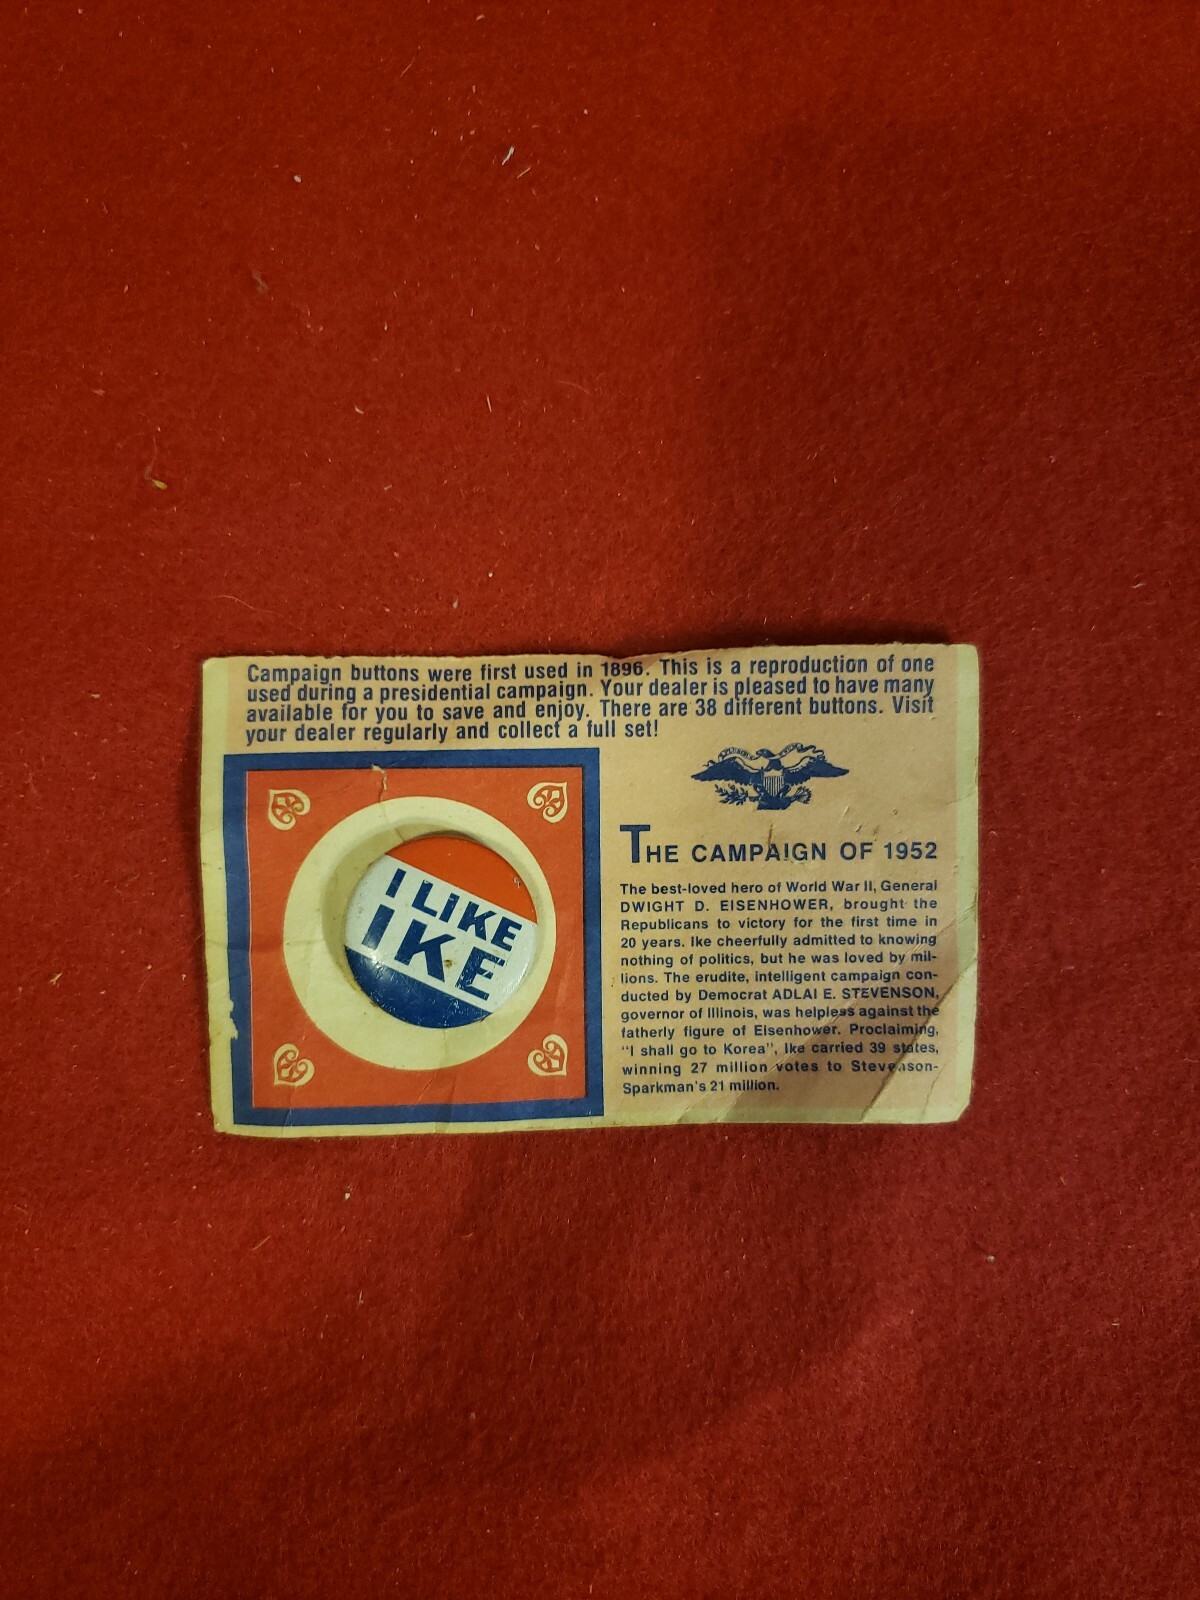 Campaign buttons were first used in 1896. This is a reproduction of one
used during a presidential campaign. Your dealer is pleased to have many
available for you to save and enjoy. There are 38 different buttons. Visit
your dealer regularly and collect a full set!
I LIKE
IKE
THE CAMPAIGN OF 1952
The best-loved hero of World War II, General
DWIGHT D. EISENHOWER, brought the
Republicans to victory for the first time in
20 years. Ike cheerfully admitted to knowing
nothing of politics, but he was loved by mil-
lions. The erudite, intelligent campaign con-
ducted by Democrat ADLAI E. STEVENSON,
governor of Illinois, was helpless against the
fatherly figure of Eisenhower. Proclaiming,
"I shall go to Korea", Ike carried 39 states,
winning 27 million votes to Stevenson-
Sparkman's 21 million.